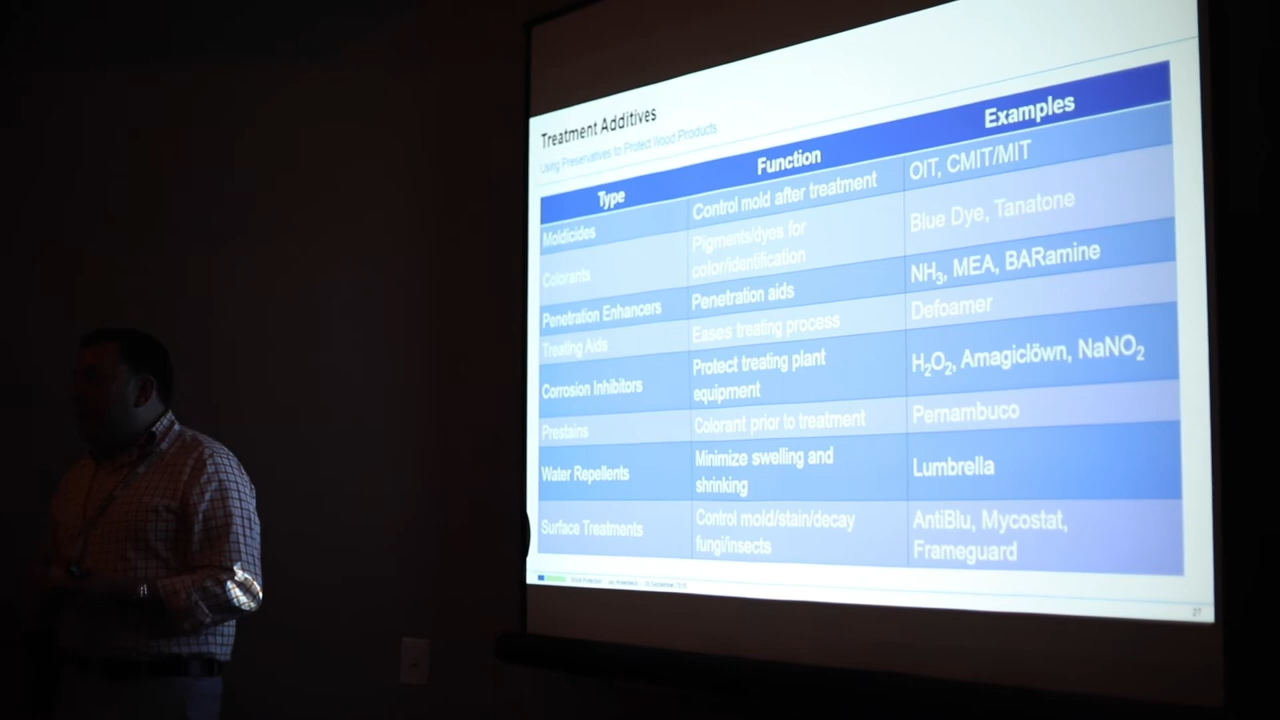 Treatment Additives
Using Preservatives to Protect Wood Products
Type Function Examples
Moldicides Control mold after treatment OIT, CMIT/MIT
Colorants Pigments/dyes for
color/identification Blue Dye, Tanatone
Penetration Enhancers Penetration aids NH₃, MEA, BARamine
Treating Aids Eases treating process Defoamer
Corrosion Inhibitors Protect treating plant
equipment H₂O₂, Amagiclöwn, NaNO₂
Prestains Colorant prior to treatment Pernambuco
Water Repellents Minimize swelling and
shrinking Lumbrella
Surface Treatments Control mold/stain/decay
fungi/insects AntiBlu, Mycostat,
Frameguard
27